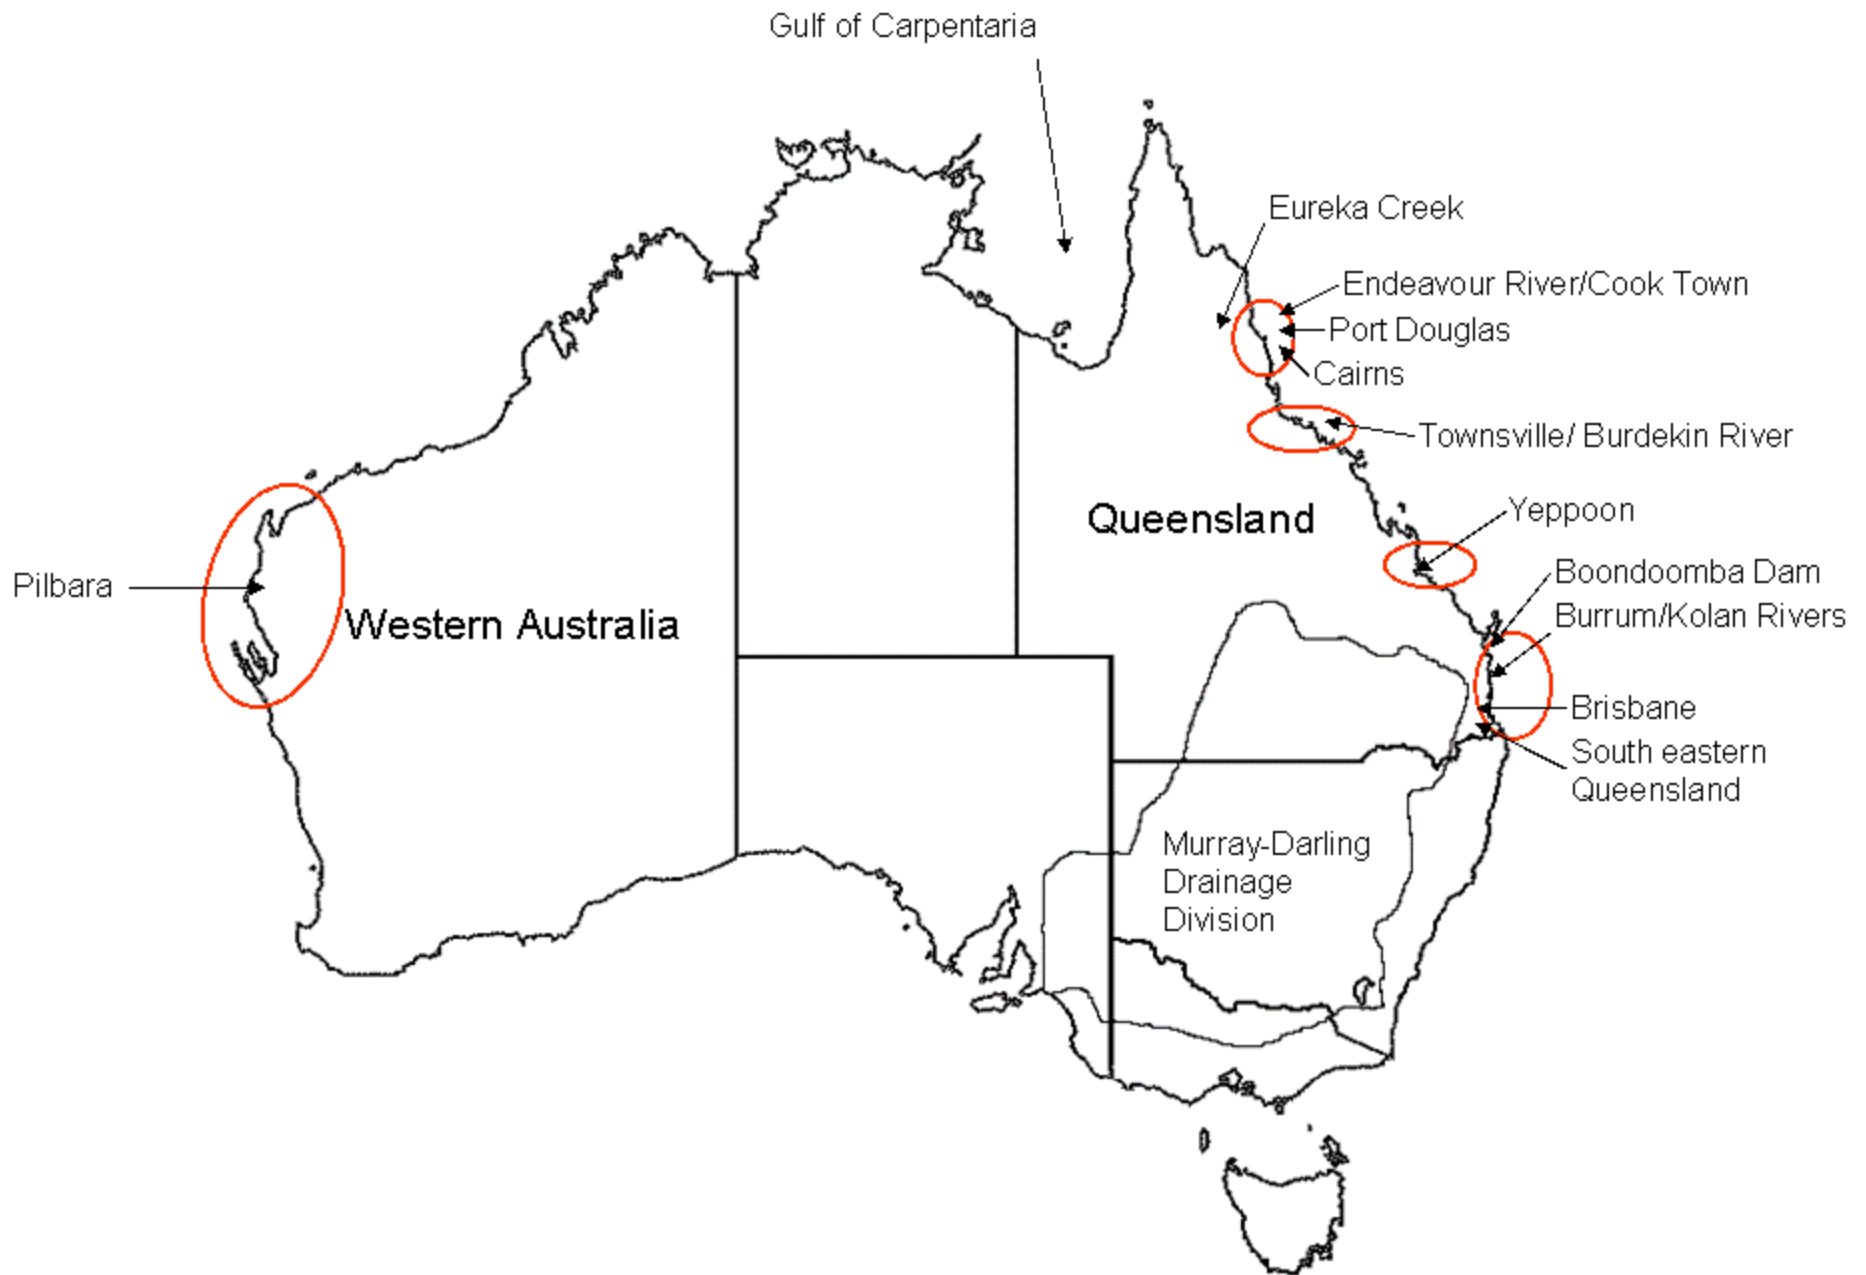 Gulf of Carpentaria
Eureka Creek
Endeavour River/Cook Town
Port Douglas
Cairns
Townsville/ Burdekin River
Queensland
Yeppoon
Boondoomba Dam
Pilbara
Burrum/Kolan Rivers
Western Australia
Brisbane
South eastern
Queensland
Murray-Darling
Drainage
Division